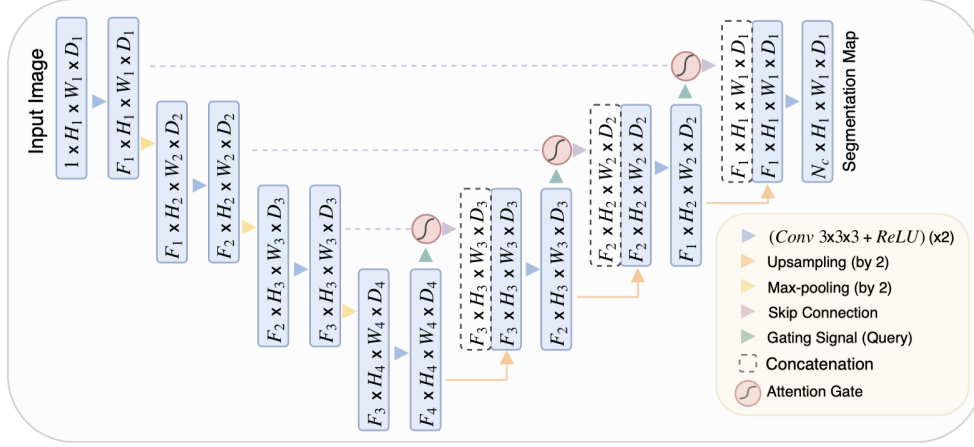 Input Image
1 x H1 x W1 x D1
F1 x H1 x W1 x D1
F1 x H2 x W2 x D2
F2 x H2 x W2 x D2
F2 x H3 x W3 x D3
F3 x H3 x W3 x D3
F3 x H4 x W4 x D4
F4 x H4 x W4 x D4
F3 x H3 x W3 x D3
F3 x H3 x W3 x D3
F2 x H3 x W3 x D3
F2 x H2 x W2 x D2
F2 x H2 x W2 x D2
F1 x H2 x W2 x D2
F1 x H1 x W1 x D1
F1 x H1 x W1 x D1
Nc x H1 x W1 x D1
Segmentation Map
(Conv 3x3x3 + ReLU) (x2)
Upsampling (by 2)
Max-pooling (by 2)
Skip Connection
Gating Signal (Query)
Concatenation
Attention Gate